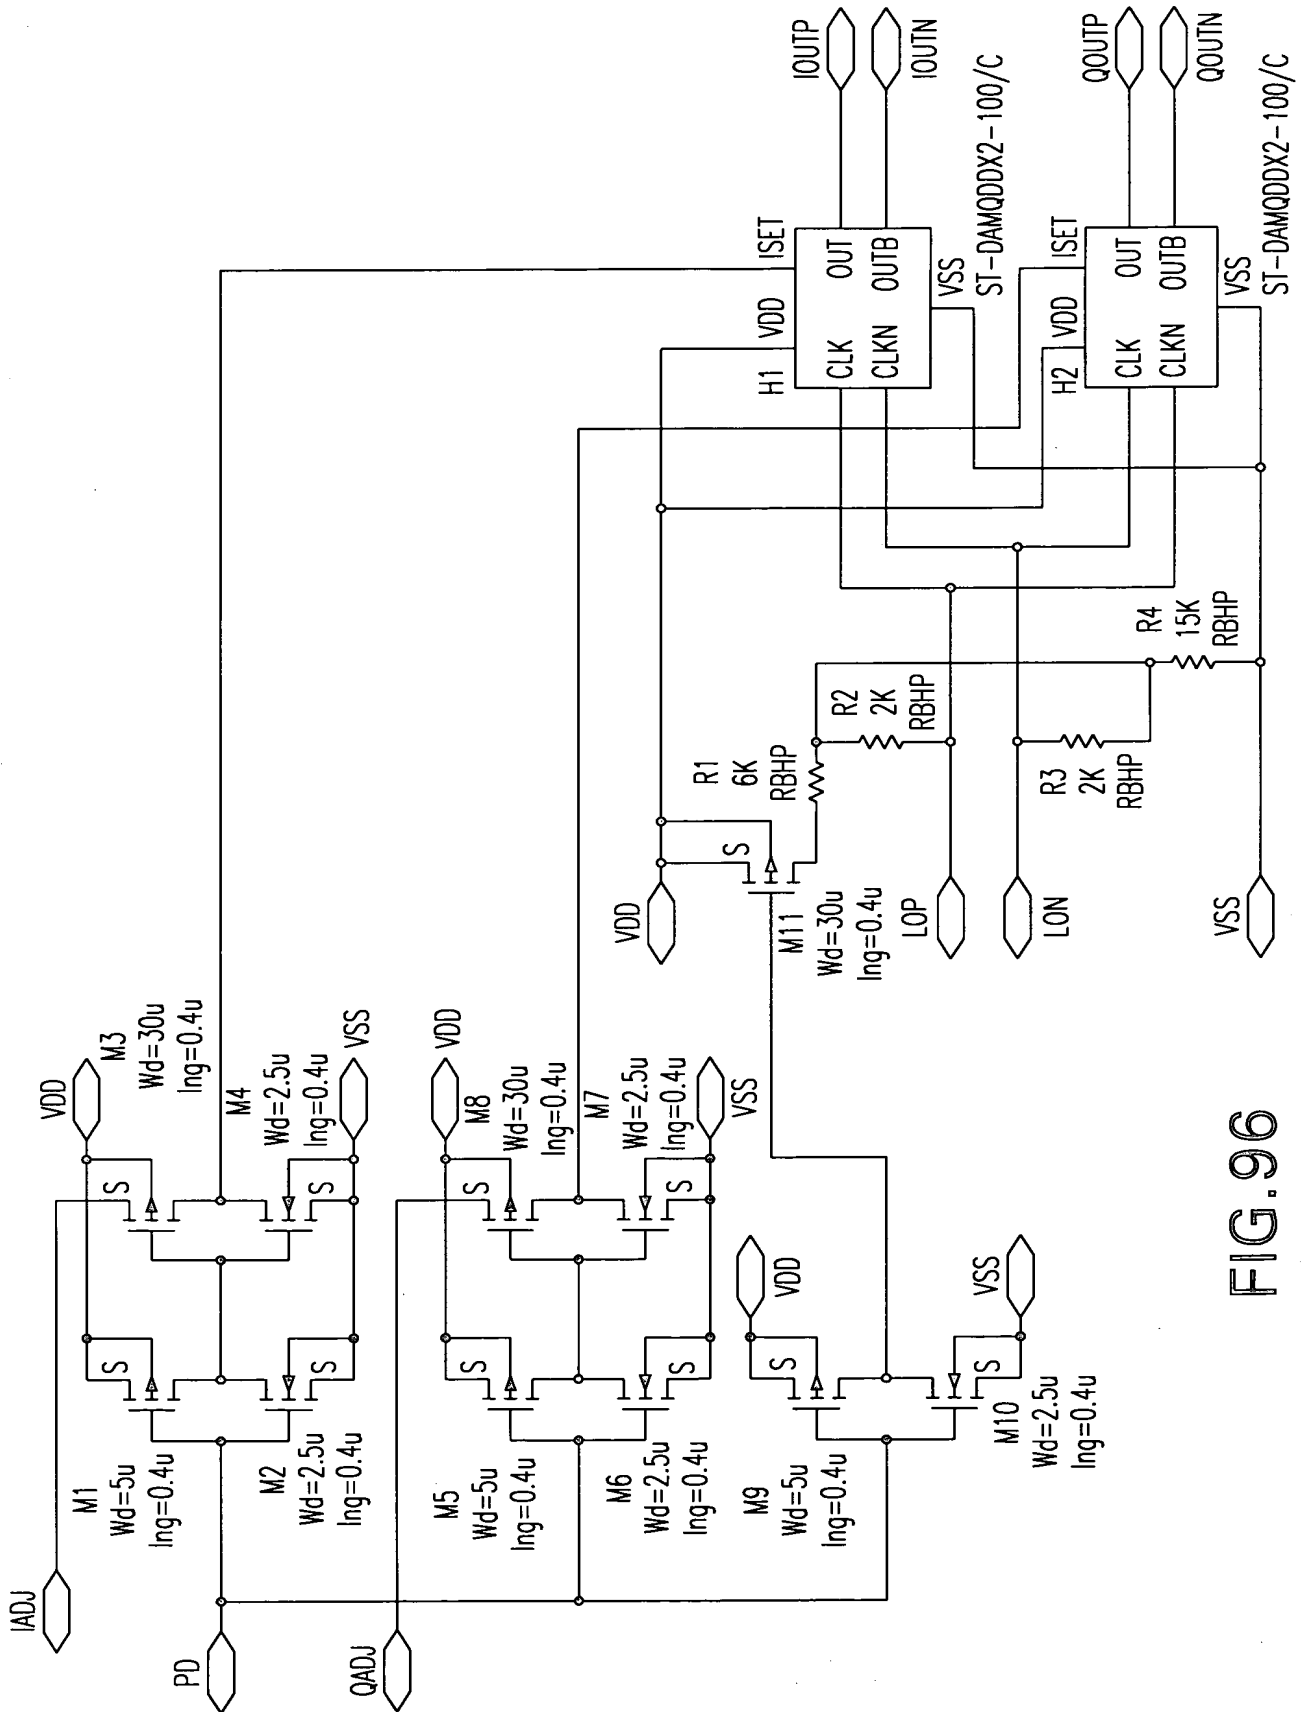 IADJ
PD
QADJ
M1
Wd=5u
lng=0.4u
M2
Wd=2.5u
lng=0.4u
VDD
S
S
M3
Wd=30u
lng=0.4u
M4
Wd=2.5u
lng=0.4u
VSS
S
S
M5
Wd=5u
lng=0.4u
M6
Wd=2.5u
lng=0.4u
S
S
VDD
M8
Wd=30u
lng=0.4u
M7
Wd=2.5u
lng=0.4u
VSS
S
S
M9
Wd=5u
lng=0.4u
VDD
S
M10
Wd=2.5u
lng=0.4u
VSS
S
VDD
S
M11
Wd=30u
lng=0.4u
LOP
LON
VSS
R1
6K
RBHP
R2
2K
RBHP
R3
2K
RBHP
R4
15K
RBHP
H1
VDD
ISET
CLK
OUT
CLKN
OUTB
VSS
ST-DAMQDDX2-100/C
IOUTP
IOUTN
H2
VDD
ISET
CLK
OUT
CLKN
OUTB
VSS
ST-DAMQDDX2-100/C
QOUTP
QOUTN
FIG.96